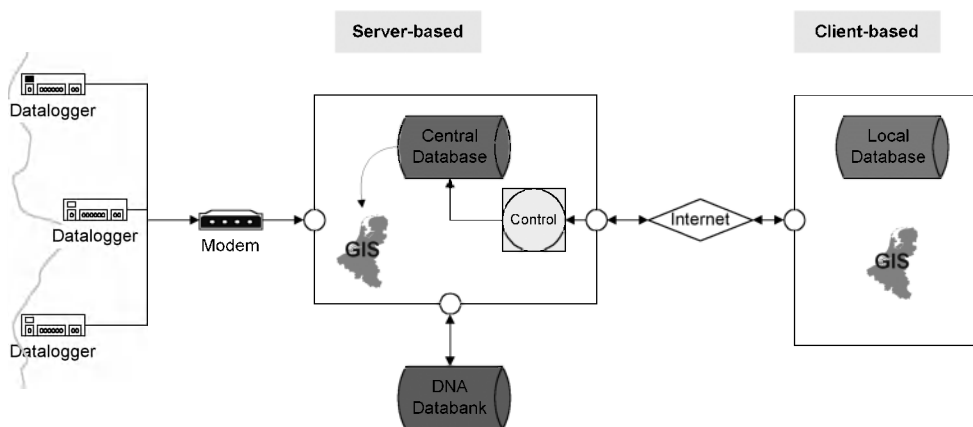 Server-based
Client-based
Datalogger
Datalogger
Datalogger
Modem
Central
Database
Control
GIS
Internet
Local
Database
GIS
DNA
Databank